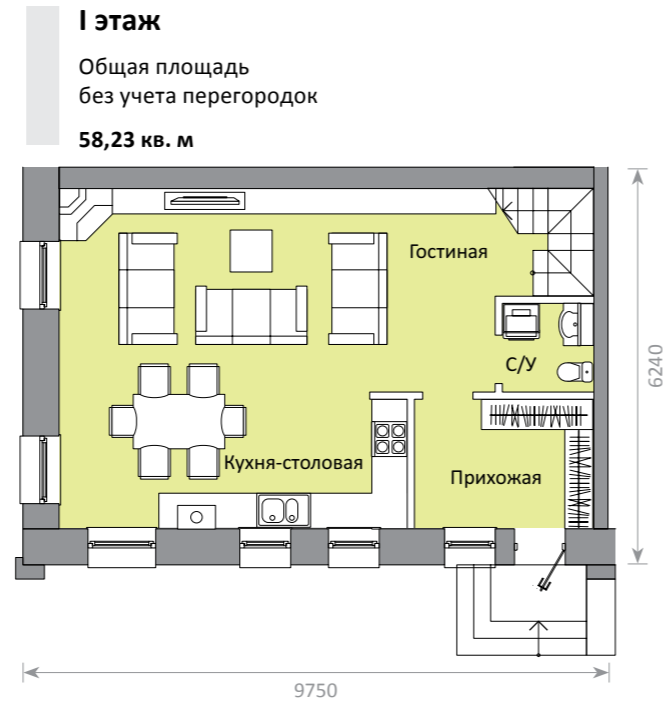 I этаж
Общая площадь
без учета перегородок
58,23 кв. м
Гостиная
С/У
6240
Кухня-столовая
Прихожая
9750